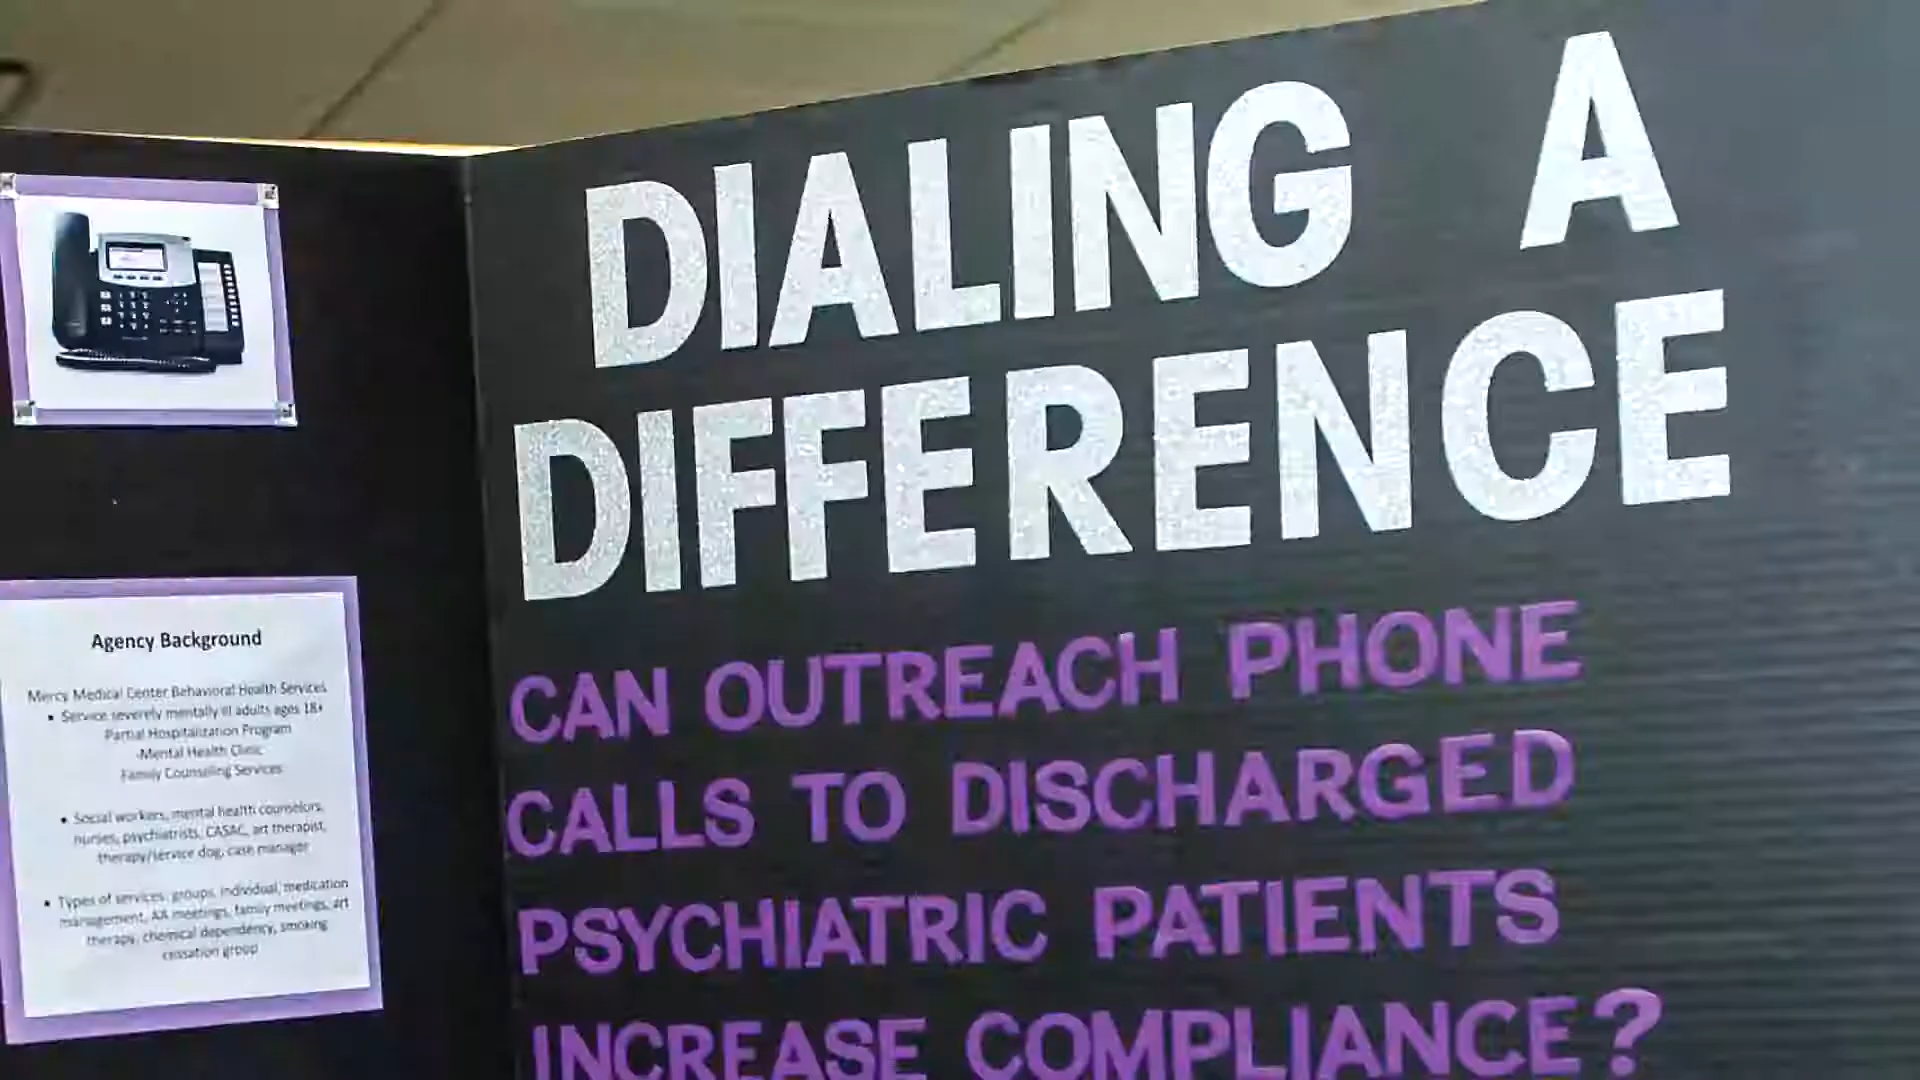 DIALING A
DIFFERENCE
CAN OUTREACH PHONE
CALLS TO DISCHARGED
PSYCHIATRIC PATIENTS
INCREASE COMPLIANCE?
Agency Background
Mercy Medical Center Behavioral Health Services
• Service severely mentally ill adults ages 18+
Partial Hospitalization Program
-Mental Health Clinic
Family Counseling Services
• Social workers, mental health counselors,
nurses, psychiatrists, CASAC, art therapist,
therapy/service dog, case manager
• Types of services: groups, individual, medication
management, AA meetings, family meetings, art
therapy, chemical dependency, smoking
cessation group